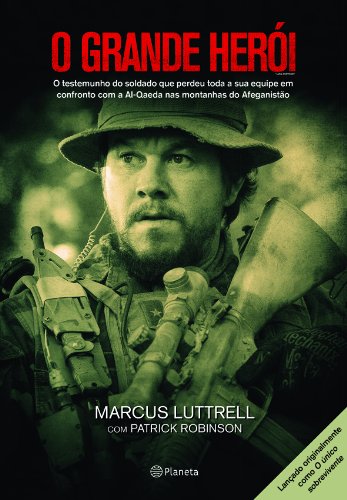 O GRANDE HERÓI
O testemunho do soldado que perdeu toda a sua equipe em
confronto com a Al-Qaeda nas montanhas do Afeganistão
MARCUS LUTTRELL
COM PATRICK ROBINSON
Planeta
Lançado originalmente
como O único
sobrevivente